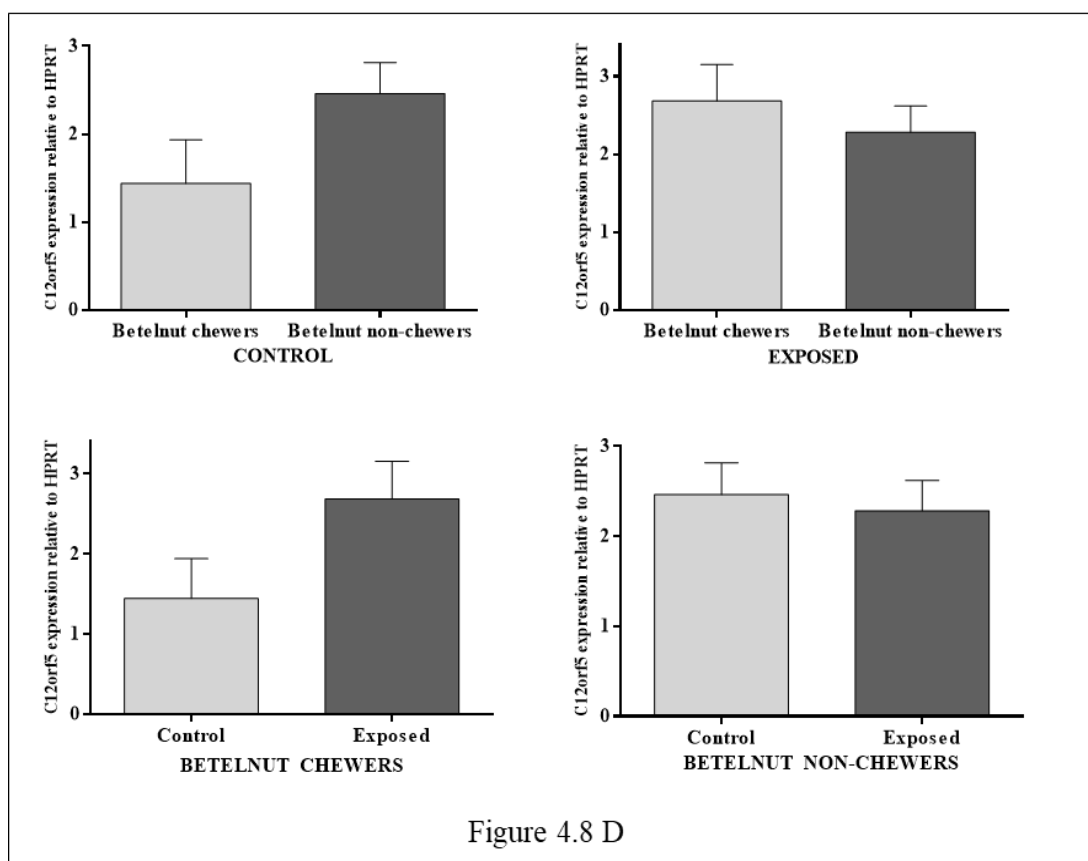 C12orf5 expression relative to HPRT
3
2
1
0
Betelnut chewers Betelnut non-chewers
CONTROL
C12orf5 expression relative to HPRT
3
2
1
0
Betelnut chewers Betelnut non-chewers
EXPOSED
C12orf5 expression relative to HPRT
3
2
1
0
Control Exposed
BETELNUT CHEWERS
C12orf5 expression relative to HPRT
3
2
1
0
Control Exposed
BETELNUT NON-CHEWERS
Figure 4.8 D